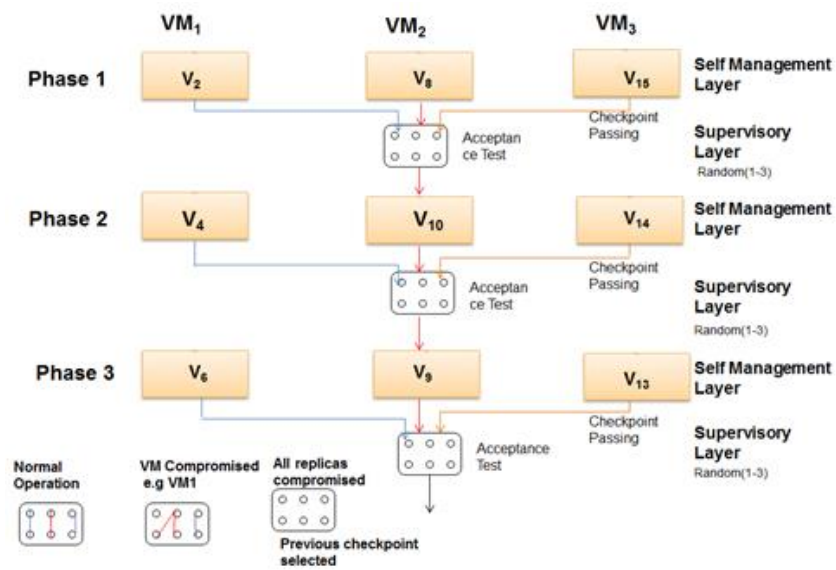 VM1 VM2 VM3
Phase 1
V2 V8 V15
Self Management
Layer
Checkpoint
Passing
Acceptan
ce Test
Supervisory
Layer
Random(1-3)
Phase 2
V4 V10 V14
Self Management
Layer
Checkpoint
Passing
Acceptan
ce Test
Supervisory
Layer
Random(1-3)
Phase 3
V6 V9 V13
Self Management
Layer
Checkpoint
Passing
Acceptance
Test
Supervisory
Layer
Random(1-3)
Normal
Operation
VM Compromised
e.g VM1
All replicas
compromised
Previous checkpoint
selected